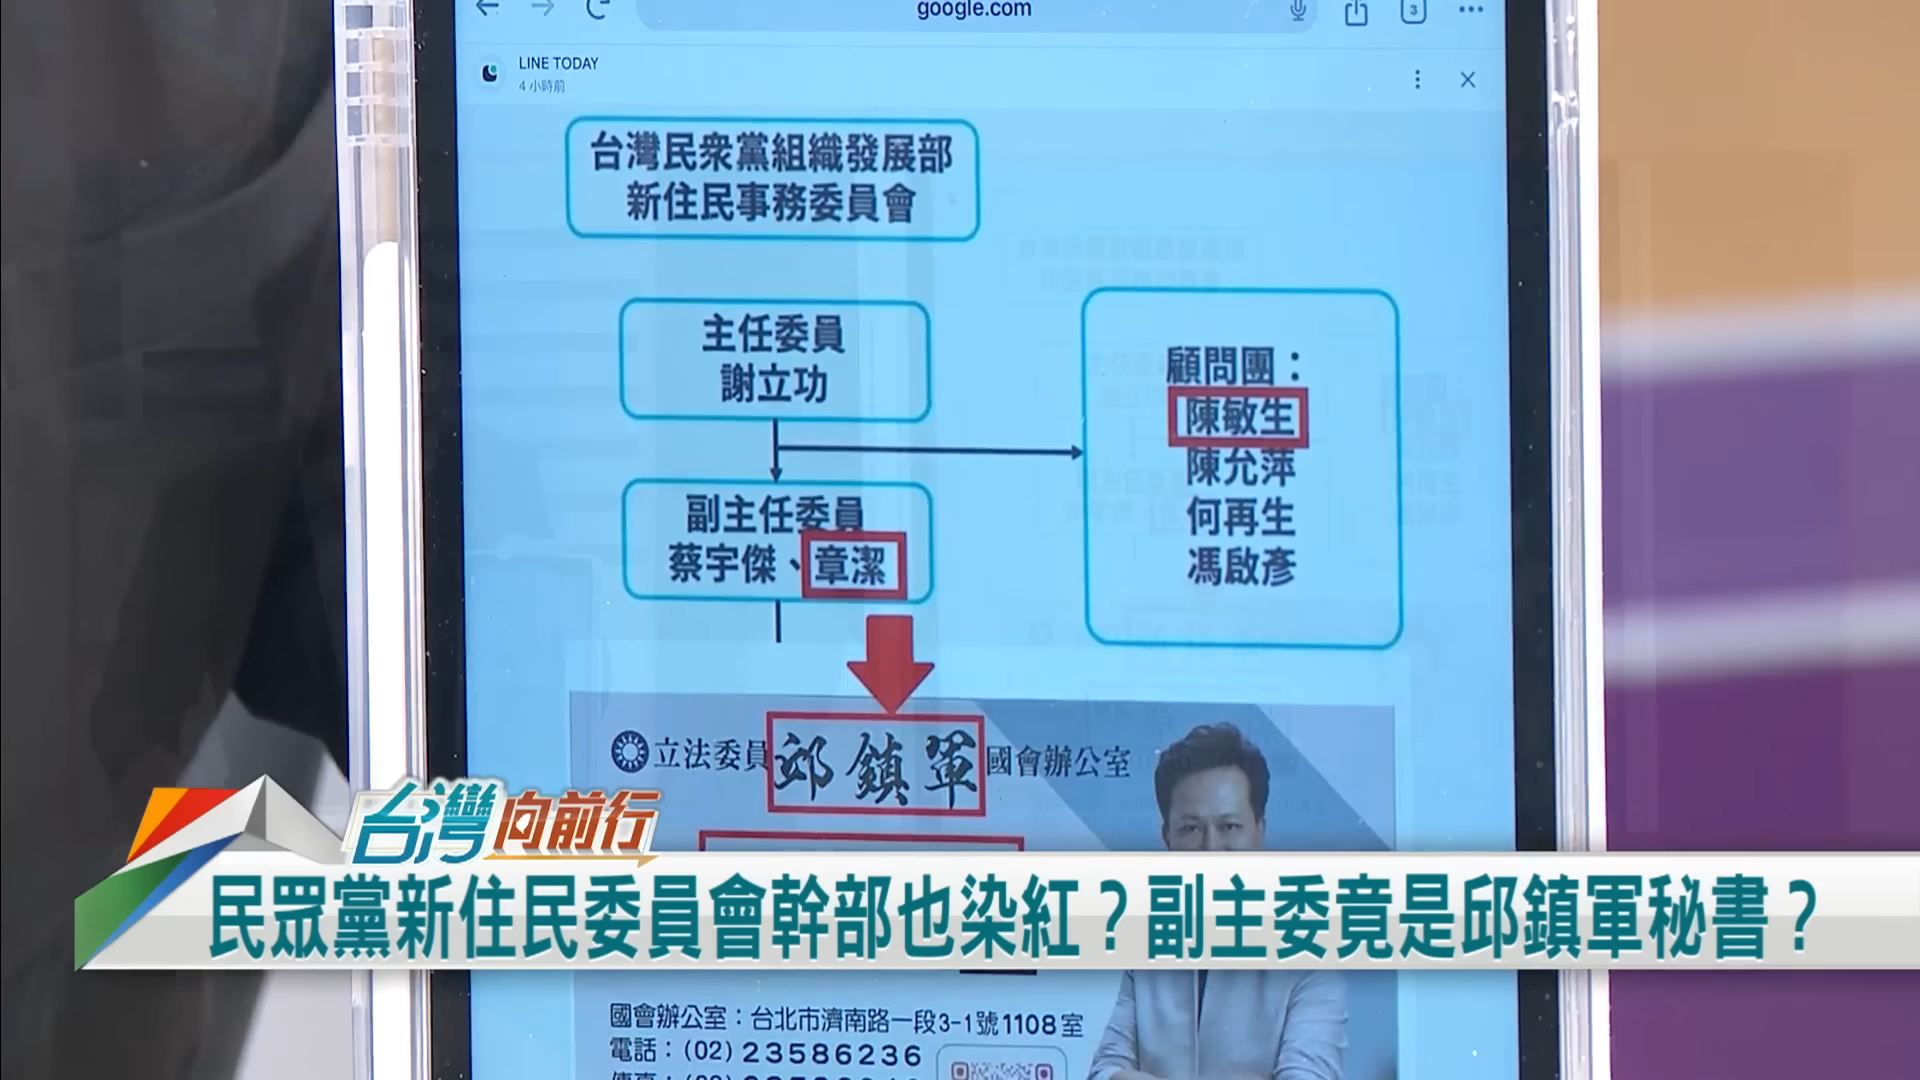 google.com
3
LINE TODAY
4 小時前
台灣民衆黨組織發展部
新住民事務委員會
主任委員
謝立功
顧問團：
陳敏生
陳允萍
何再生
馮啟彥
副主任委員
蔡宇傑、章潔
立法委員邱鎮軍國會辦公室
台灣向前行
民眾黨新住民委員會幹部也染紅？副主委竟是邱鎮軍秘書？
國會辦公室：台北市濟南路一段3-1號1108室
電話：(02) 23586236